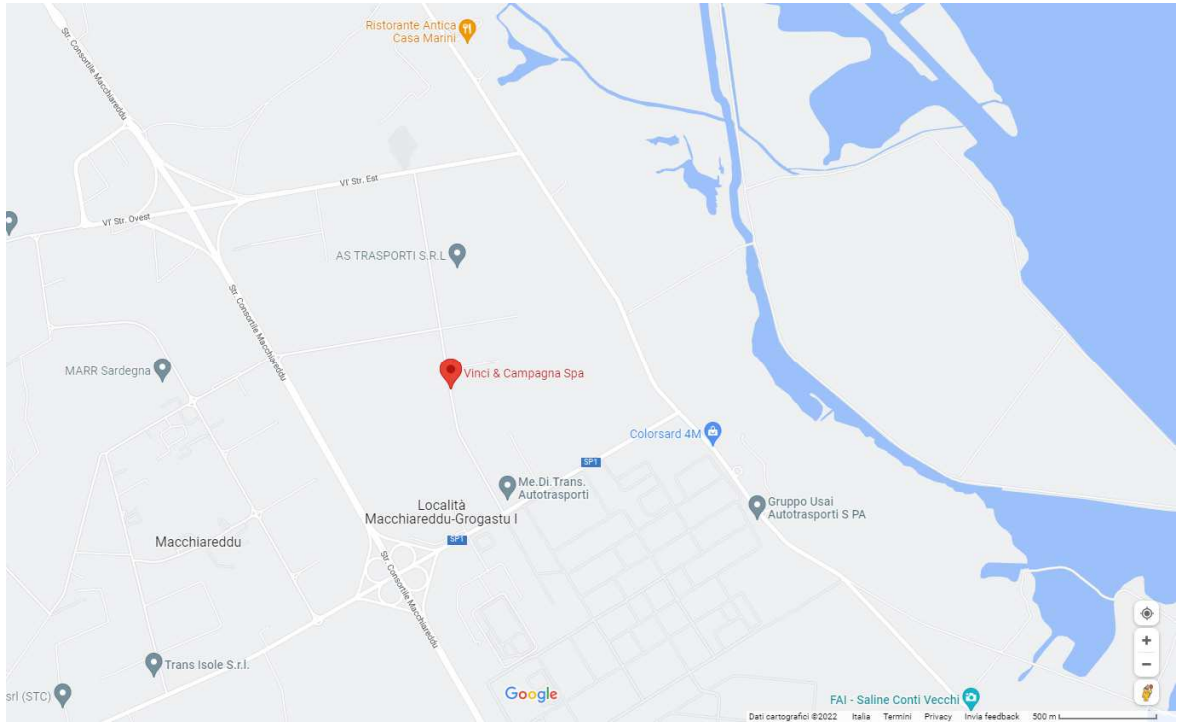 Ristorante Antica
Casa Marini
Str. Consortile Macchiareddu
VI° Str. Est
VI° Str. Ovest
AS TRASPORTI S.R.L
Str. Consortile Macchiareddu
MARR Sardegna
Vinci & Campagna Spa
Colorsard 4M
SP1
Me.Di.Trans.
Autotrasporti
Località
Macchiareddu-Grogastu I
Gruppo Usai
Autotrasporti S PA
SP1
Macchiareddu
Str. Consortile Macchiareddu
Trans Isole S.r.l.
srl (STC)
Google
FAI - Saline Conti Vecchi
Dati cartografici ©2022 Italia Termini Privacy Invia feedback 500 m